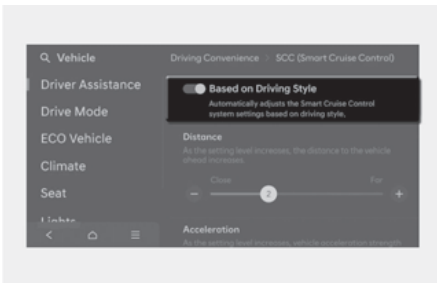 Vehicle
Driving Convenience > SCC (Smart Cruise Control)
Driver Assistance
Drive Mode
ECO Vehicle
Climate
Seat
Lights
Based on Driving Style
Automatically adjusts the Smart Cruise Control
system settings based on driving style.
Distance
As the setting level increases, the distance to the vehicle
ahead increases.
Close
Far
− 2 +
Acceleration
As the setting level increases, vehicle acceleration strength